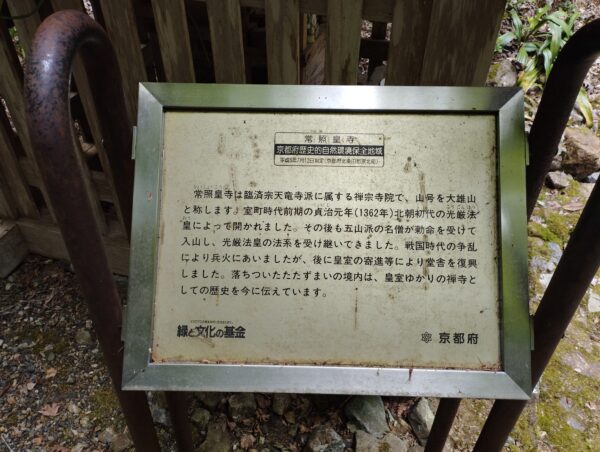 常照皇寺
京都府歴史的自然環境保全地域
常照皇寺は臨済宗天竜寺派に属する禅宗寺院で、山号を大雄山
と称します。室町時代前期の貞治元年(1362年)北朝初代の光厳法
皇によって開かれました。その後も五山派の名僧が勅命を受けて
入山し、光厳法皇の法系を受け継いできました。戦国時代の争乱
により兵火にあいましたが、後に皇室の寄進等により堂舎を復興
しました。落ちついたたたずまいの境内は、皇室ゆかりの禅寺と
しての歴史を今に伝えています。
緑と文化の基金
京都府